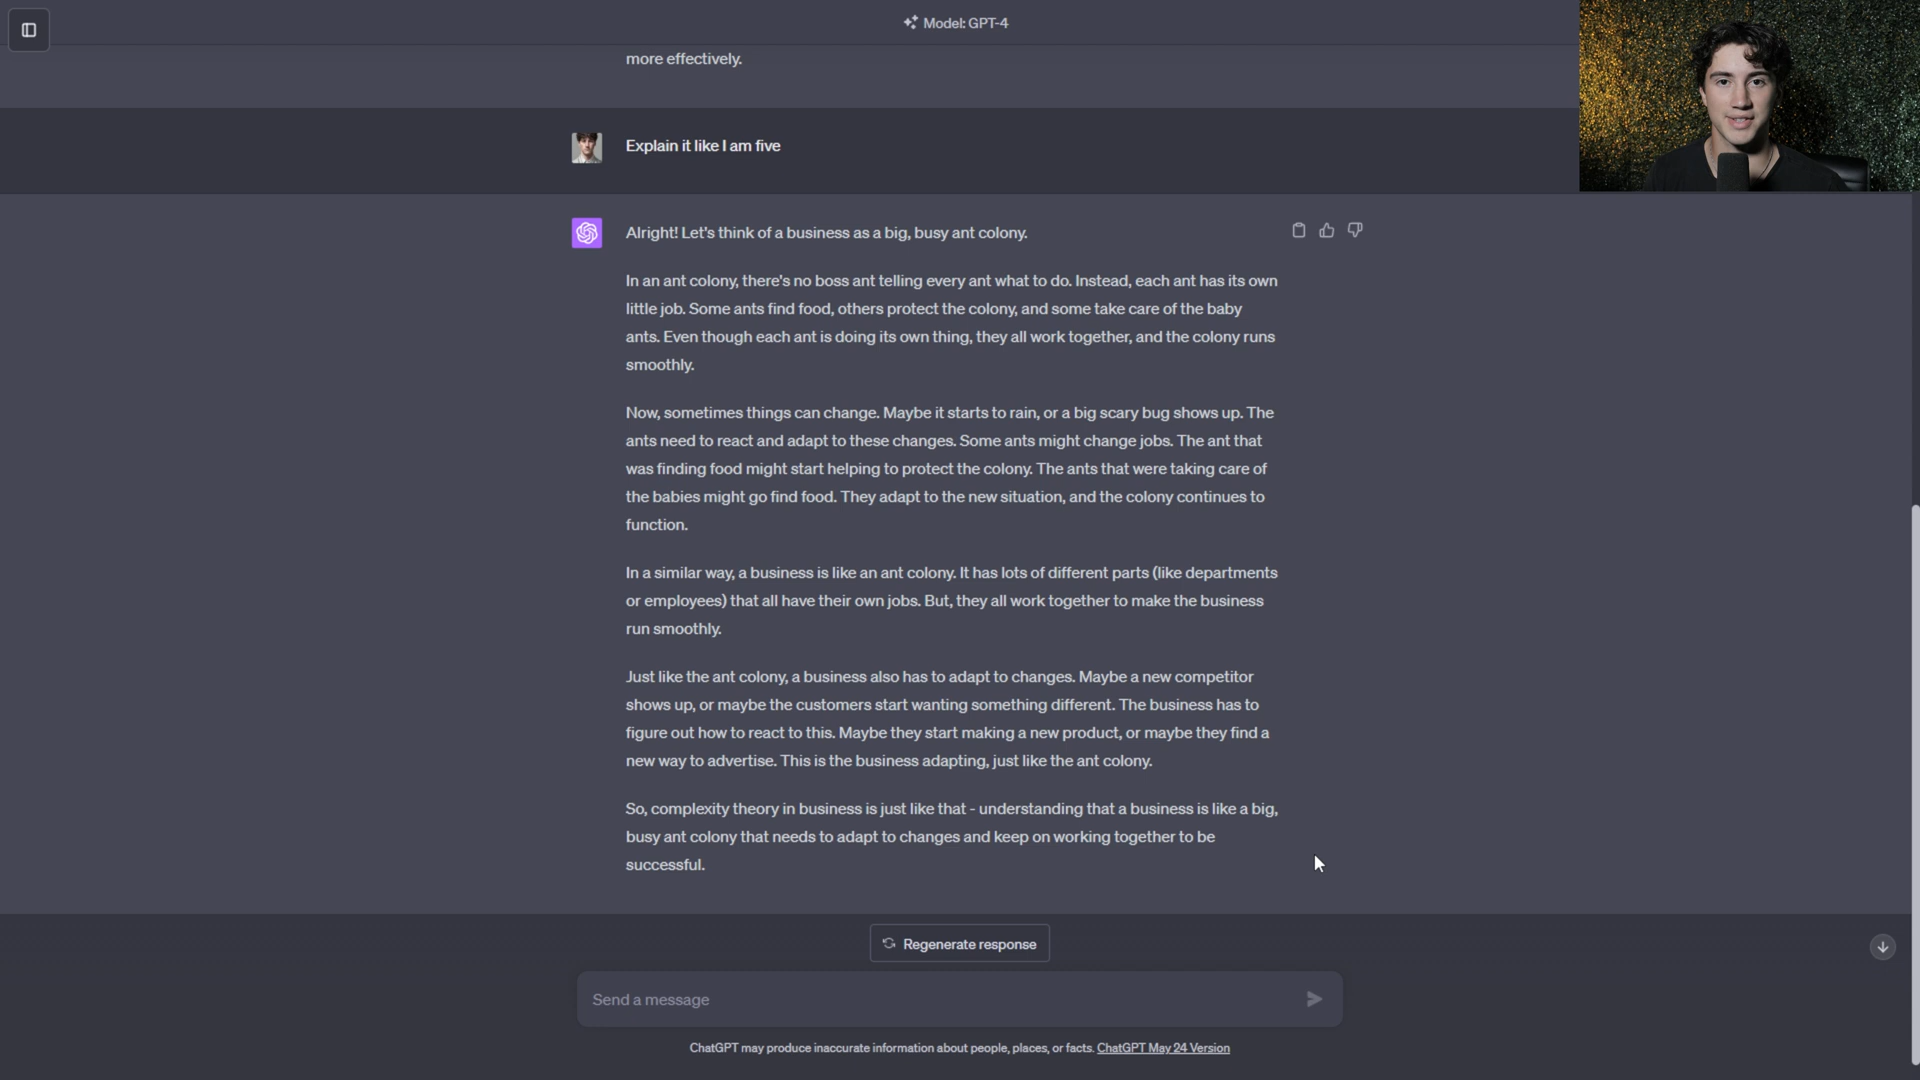 Model: GPT-4
more effectively.
Explain it like I am five
Alright! Let's think of a business as a big, busy ant colony.
In an ant colony, there's no boss ant telling every ant what to do. Instead, each ant has its own
little job. Some ants find food, others protect the colony, and some take care of the baby
ants. Even though each ant is doing its own thing, they all work together, and the colony runs
smoothly.
Now, sometimes things can change. Maybe it starts to rain, or a big scary bug shows up. The
ants need to react and adapt to these changes. Some ants might change jobs. The ant that
was finding food might start helping to protect the colony. The ants that were taking care of
the babies might go find food. They adapt to the new situation, and the colony continues to
function.
In a similar way, a business is like an ant colony. It has lots of different parts (like departments
or employees) that all have their own jobs. But, they all work together to make the business
run smoothly.
Just like the ant colony, a business also has to adapt to changes. Maybe a new competitor
shows up, or maybe the customers start wanting something different. The business has to
figure out how to react to this. Maybe they start making a new product, or maybe they find a
new way to advertise. This is the business adapting, just like the ant colony.
So, complexity theory in business is just like that - understanding that a business is like a big,
busy ant colony that needs to adapt to changes and keep on working together to be
successful.
Regenerate response
Send a message
ChatGPT may produce inaccurate information about people, places, or facts. ChatGPT May 24 Version